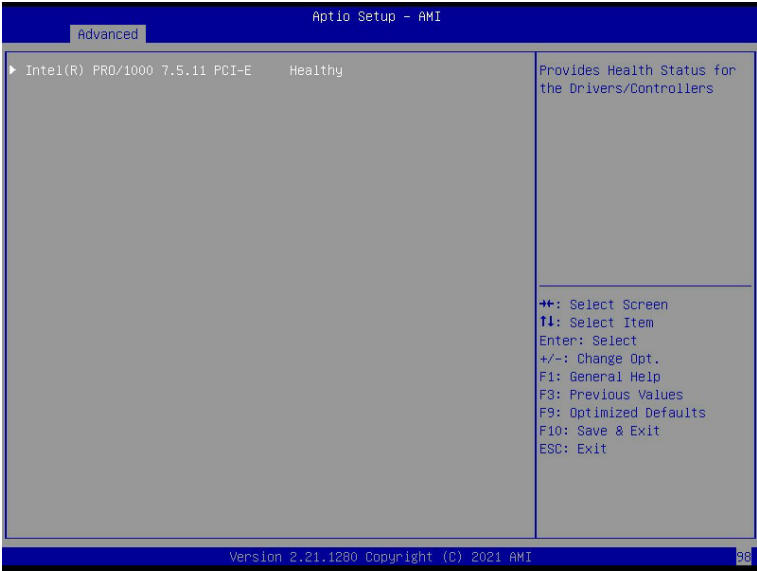 Aptio Setup – AMI
Advanced
▶ Intel(R) PRO/1000 7.5.11 PCI-E Healthy
Provides Health Status for
the Drivers/Controllers
→←: Select Screen
↑↓: Select Item
Enter: Select
+/-: Change Opt.
F1: General Help
F3: Previous Values
F9: Optimized Defaults
F10: Save & Exit
ESC: Exit
Version 2.21.1280 Copyright (C) 2021 AMI
98